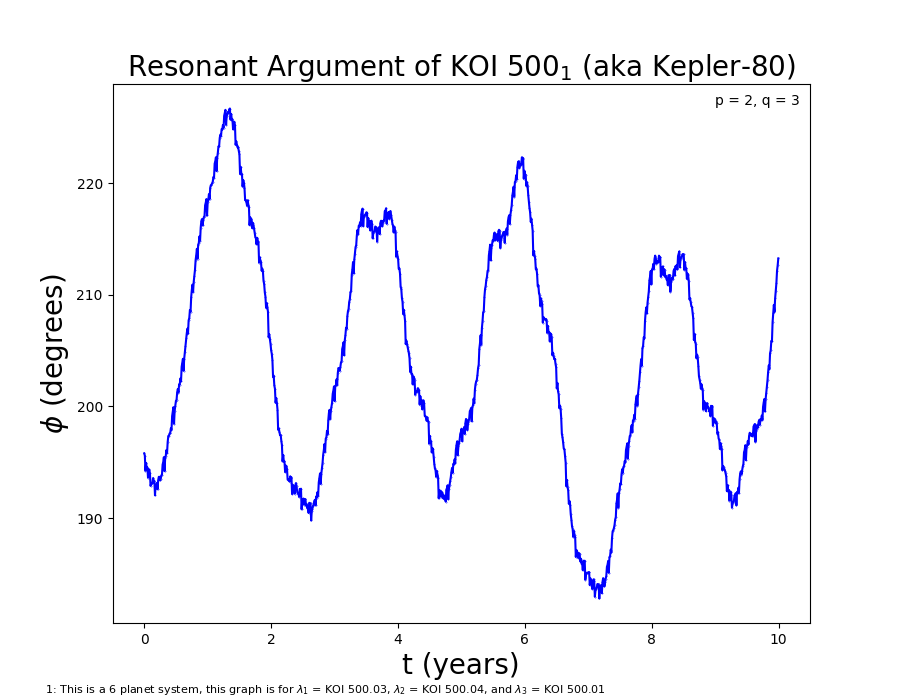 Resonant Argument of KOI 500₁ (aka Kepler-80)
p = 2, q = 3
220
210
200
190
ϕ (degrees)
0 2 4 6 8 10
t (years)
1: This is a 6 planet system, this graph is for λ₁ = KOI 500.03, λ₂ = KOI 500.04, and λ₃ = KOI 500.01